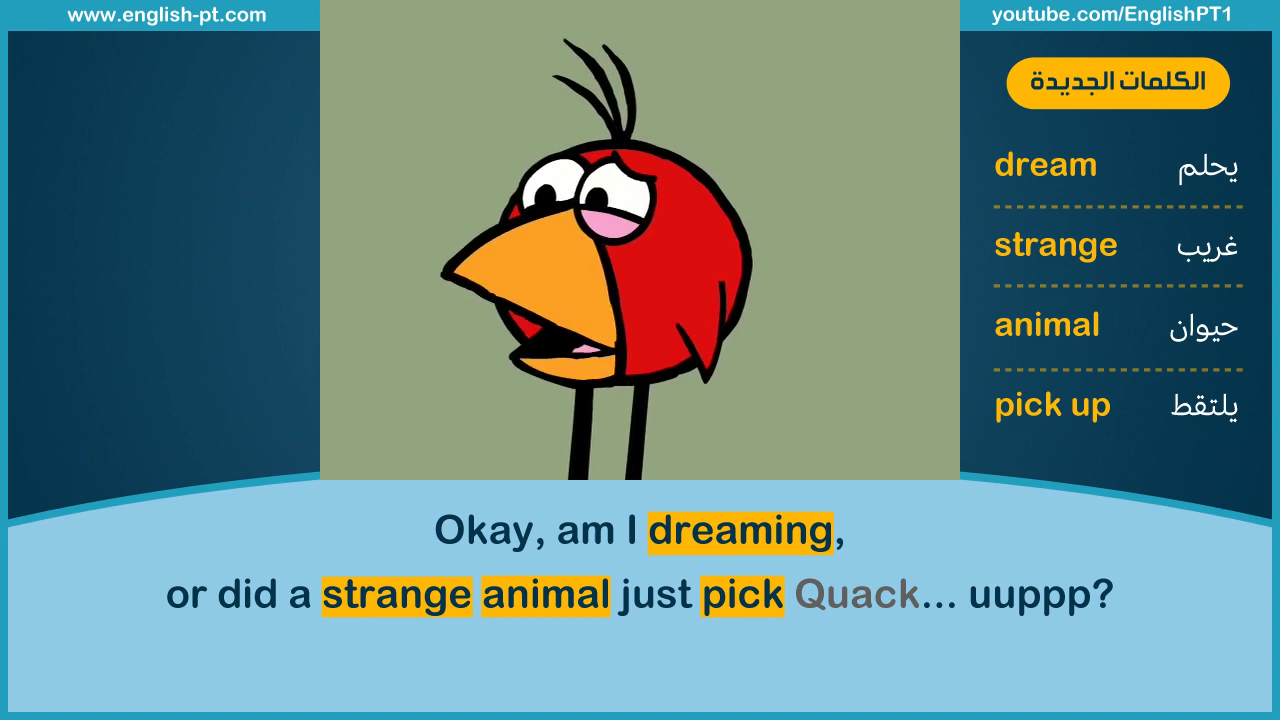 www.english-pt.com
youtube.com/EnglishPT1
الكلمات الجديدة
dream يحلم
strange غريب
animal حيوان
pick up يلتقط
Okay, am I dreaming,
or did a strange animal just pick Quack... uuppp?